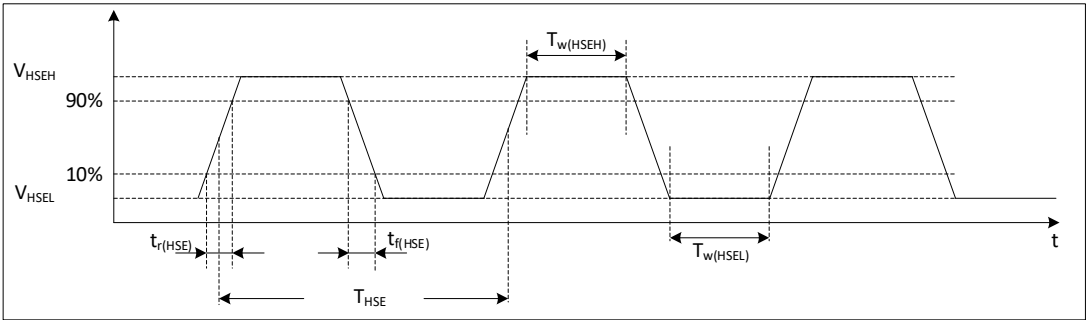 T_w(HSEH)
V_HSEH
90%
10%
V_HSEL
t_r(HSE)
t_f(HSE)
T_w(HSEL)
t
T_HSE